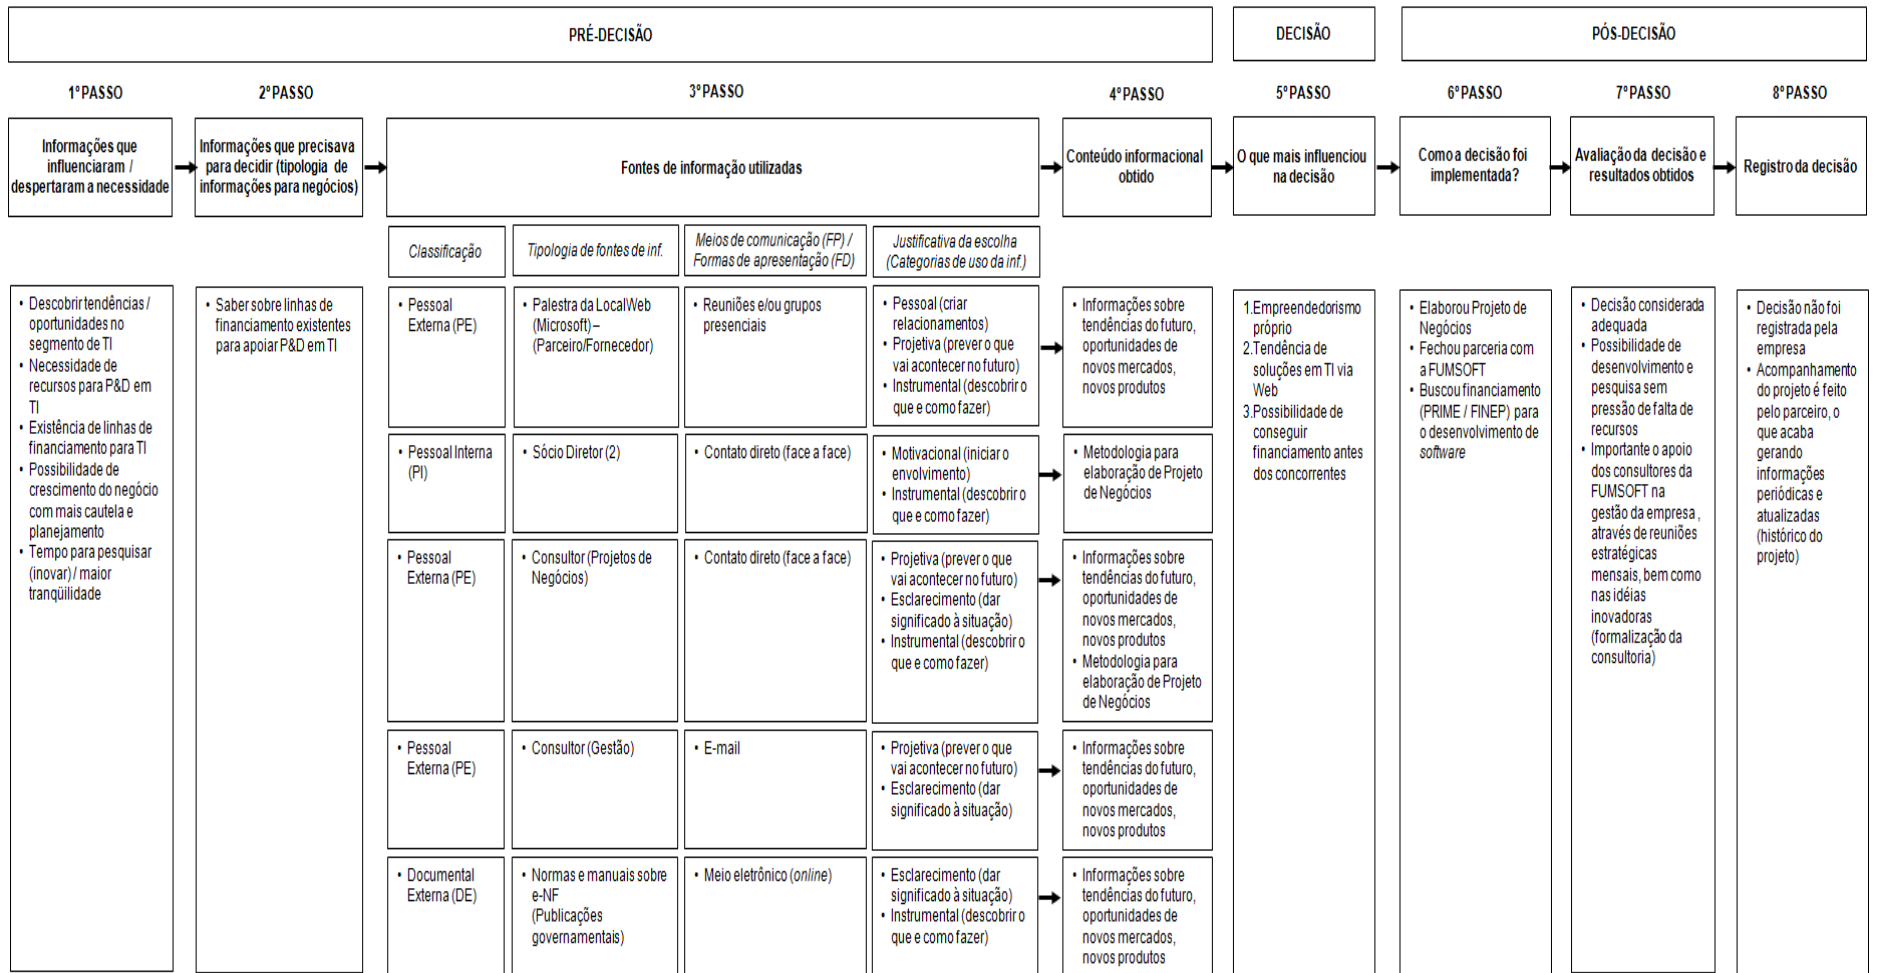 PRÉ-DECISÃO
DECISÃO
PÓS-DECISÃO
1º PASSO
2º PASSO
3º PASSO
4º PASSO
5º PASSO
6º PASSO
7º PASSO
8º PASSO
Informações que
influenciaram /
despertaram a necessidade
Informações que precisava
para decidir (tipologia de
informações para negócios)
Fontes de informação utilizadas
Conteúdo informacional
obtido
O que mais influenciou
na decisão
Como a decisão foi
implementada?
Avaliação da decisão e
resultados obtidos
Registro da decisão
Classificação
Tipologia de fontes de inf.
Meios de comunicação (FP) /
Formas de apresentação (FD)
Justificativa da escolha
(Categorias de uso da inf.)
• Descobrir tendências /
oportunidades no
segmento de TI
• Necessidade de
recursos para P&D em
TI
• Existência de linhas de
financiamento para TI
• Possibilidade de
crescimento do negócio
com mais cautela e
planejamento
• Tempo para pesquisar
(inovar) / maior
tranqüilidade
• Saber sobre linhas de
financiamento existentes
para apoiar P&D em TI
• Pessoal
Externa (PE)
• Palestra da LocalWeb
(Microsoft) –
(Parceiro/Fornecedor)
• Reuniões e/ou grupos
presenciais
• Pessoal (criar
relacionamentos)
• Projetiva (prever o que
vai acontecer no futuro)
• Instrumental (descobrir o
que e como fazer)
• Informações sobre
tendências do futuro,
oportunidades de
novos mercados,
novos produtos
• Pessoal Interna
(PI)
• Sócio Diretor (2)
• Contato direto (face a face)
• Motivacional (iniciar o
envolvimento)
• Instrumental (descobrir o
que e como fazer)
• Metodologia para
elaboração de Projeto
de Negócios
• Pessoal
Externa (PE)
• Consultor (Projetos de
Negócios)
• Contato direto (face a face)
• Projetiva (prever o que
vai acontecer no futuro)
• Esclarecimento (dar
significado à situação)
• Instrumental (descobrir o
que e como fazer)
• Informações sobre
tendências do futuro,
oportunidades de
novos mercados,
novos produtos
• Metodologia para
elaboração de Projeto
de Negócios
• Pessoal
Externa (PE)
• Consultor (Gestão)
• E-mail
• Projetiva (prever o que
vai acontecer no futuro)
• Esclarecimento (dar
significado à situação)
• Informações sobre
tendências do futuro,
oportunidades de
novos mercados,
novos produtos
• Documental
Externa (DE)
• Normas e manuais sobre
e-NF
(Publicações
governamentais)
• Meio eletrônico (online)
• Esclarecimento (dar
significado à situação)
• Instrumental (descobrir o
que e como fazer)
• Informações sobre
tendências do futuro,
oportunidades de
novos mercados,
novos produtos
1.Empreendedorismo
próprio
2.Tendência de
soluções em TI via
Web
3.Possibilidade de
conseguir
financiamento antes
dos concorrentes
• Elaborou Projeto de
Negócios
• Fechou parceria com
a FUMSOFT
• Buscou financiamento
(PRIME / FINEP) para
o desenvolvimento de
software
• Decisão considerada
adequada
• Possibilidade de
desenvolvimento e
pesquisa sem
pressão de falta de
recursos
• Importante o apoio
dos consultores da
FUMSOFT na
gestão da empresa ,
através de reuniões
estratégicas
mensais, bem como
nas idéias
inovadoras
(formalização da
consultoria)
• Decisão não foi
registrada pela
empresa
• Acompanhamento
do projeto é feito
pelo parceiro, o
que acaba
gerando
informações
periódicas e
atualizadas
(histórico do
projeto)